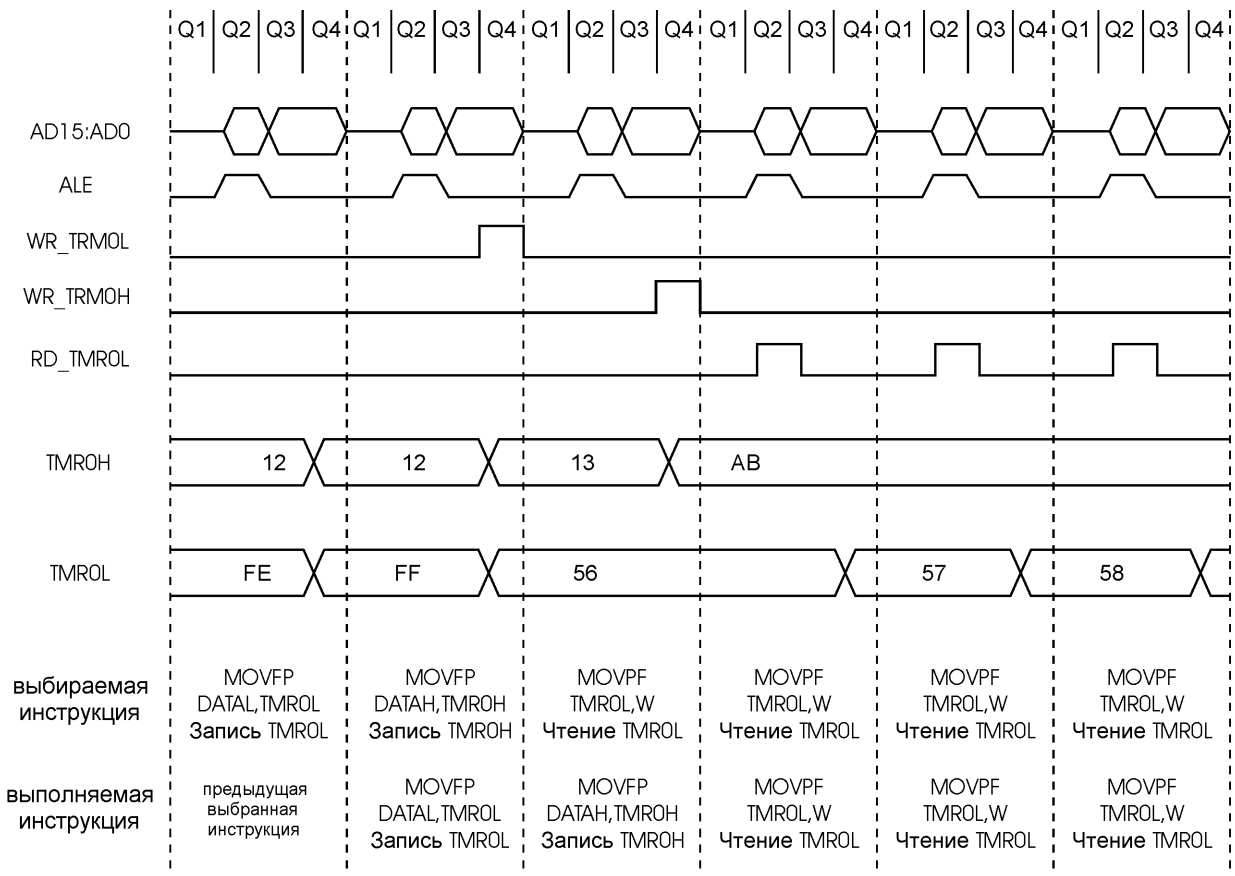 Q1 Q2 Q3 Q4 Q1 Q2 Q3 Q4 Q1 Q2 Q3 Q4 Q1 Q2 Q3 Q4 Q1 Q2 Q3 Q4 Q1 Q2 Q3 Q4
AD15:AD0
ALE
WR_TRM0L
WR_TRM0H
RD_TMR0L
TMR0H 12 12 13 AB
TMR0L FE FF 56 57 58
выбираемая
инструкция
MOVFP
DATAL,TMR0L
Запись TMR0L
MOVFP
DATAH,TMR0H
Запись TMR0H
MOVPF
TMR0L,W
Чтение TMR0L
MOVPF
TMR0L,W
Чтение TMR0L
MOVPF
TMR0L,W
Чтение TMR0L
MOVPF
TMR0L,W
Чтение TMR0L
выполняемая
инструкция
предыдущая
выбранная
инструкция
MOVFP
DATAL,TMR0L
Запись TMR0L
MOVFP
DATAH,TMR0H
Запись TMR0H
MOVPF
TMR0L,W
Чтение TMR0L
MOVPF
TMR0L,W
Чтение TMR0L
MOVPF
TMR0L,W
Чтение TMR0L